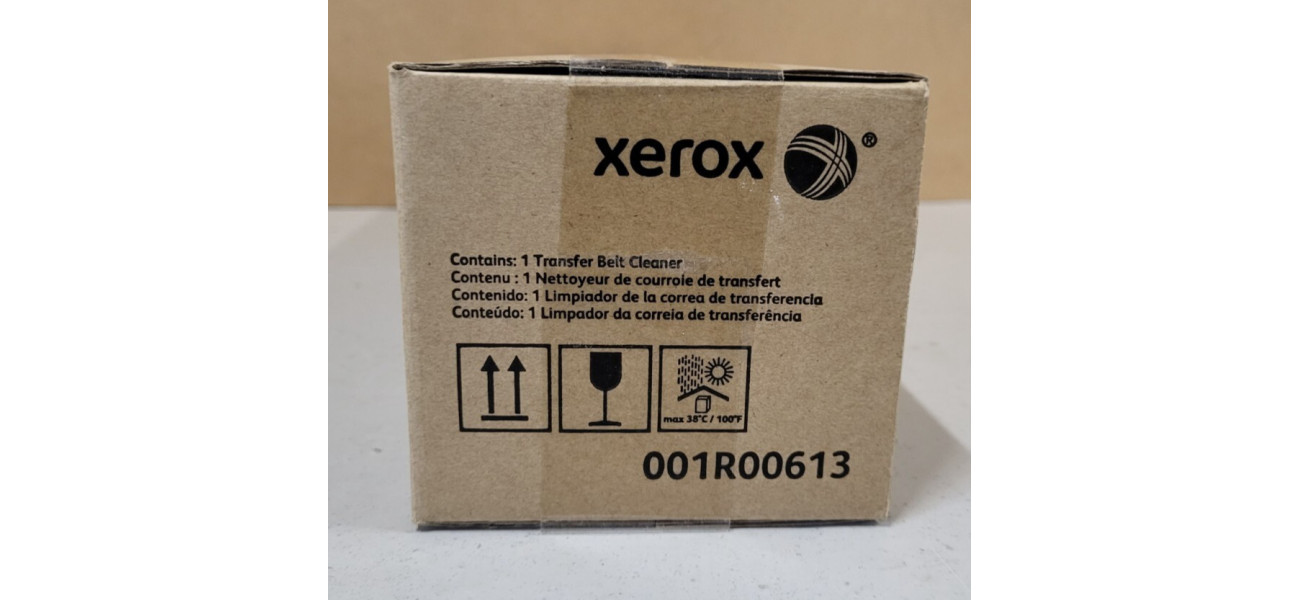 xerox ®
Contains: 1 Transfer Belt Cleaner
Contenu : 1 Nettoyeur de courroie de transfert
Contenido: 1 Limpiador de la correa de transferencia
Conteúdo: 1 Limpador da correia de transferência
max 38°C / 100°F
001R00613